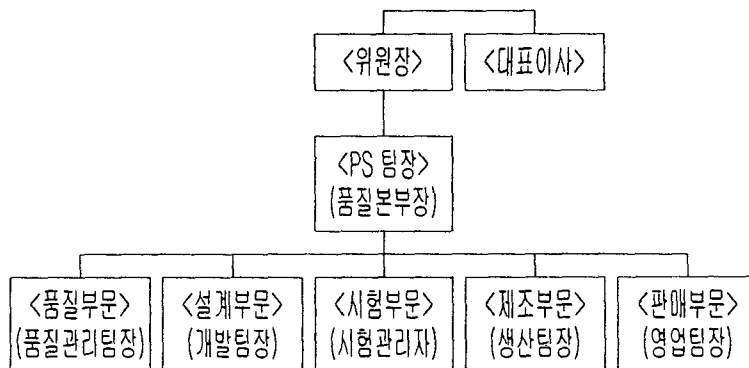 <위원장> <대표이사>
<PS 팀장>
(품질본부장)
<품질부문> <설계부문> <시험부문> <제조부문> <판매부문>
(품질관리팀장) (개발팀장) (시험관리자) (생산팀장) (영업팀장)